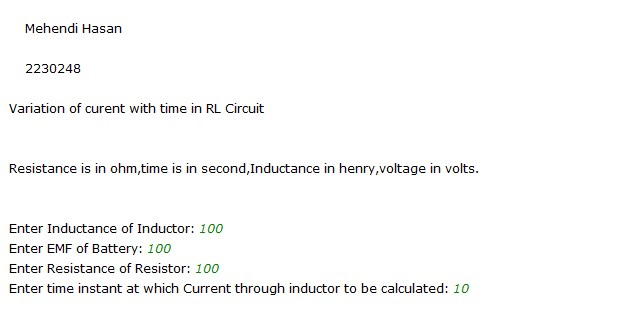 Mehendi Hasan
2230248
Variation of curent with time in RL Circuit
Resistance is in ohm,time is in second,Inductance in henry,voltage in volts.
Enter Inductance of Inductor: 100
Enter EMF of Battery: 100
Enter Resistance of Resistor: 100
Enter time instant at which Current through inductor to be calculated: 10